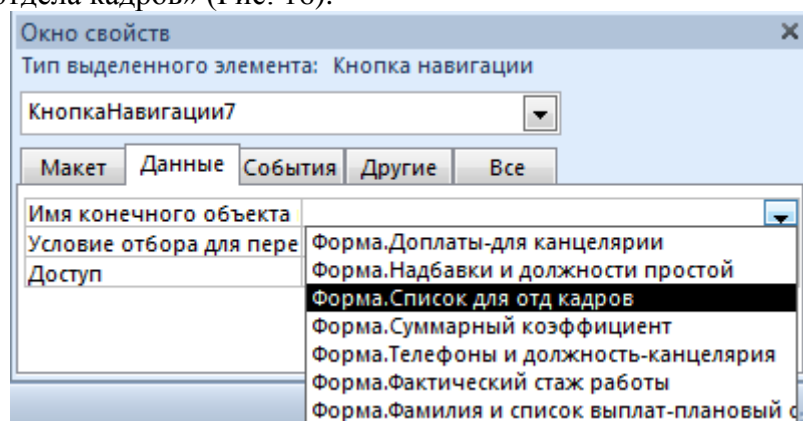 отдела кадров» (Рис. 16).
Окно свойств
Тип выделенного элемента: Кнопка навигации
КнопкаНавигации7
Макет Данные События Другие Все
Имя конечного объекта
Условие отбора для пере
Доступ
Форма.Доплаты-для канцелярии
Форма.Надбавки и должности простой
Форма.Список для отд кадров
Форма.Суммарный коэффициент
Форма.Телефоны и должность-канцелярия
Форма.Фактический стаж работы
Форма.Фамилия и список выплат-плановый